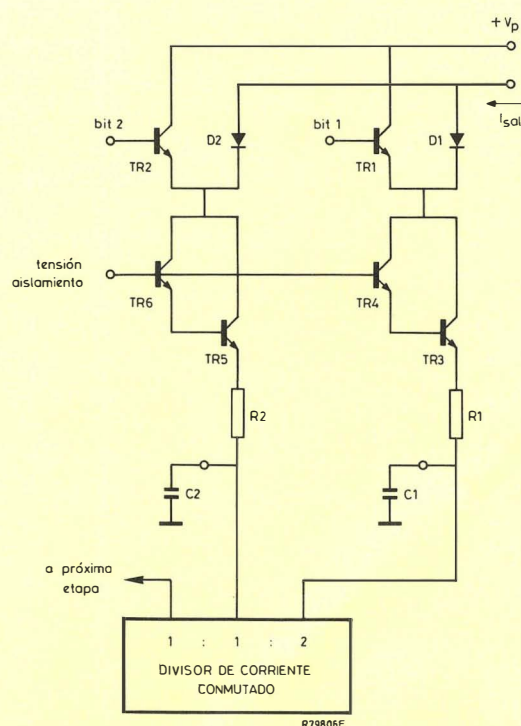 + Vp
Isal
bit 2
TR2
D2
bit 1
TR1
D1
tensión
aislamiento
TR6
TR5
TR4
TR3
R2
R1
C2
C1
a próxima
etapa
1 : 1 : 2
DIVISOR DE CORRIENTE
CONMUTADO
R79806E